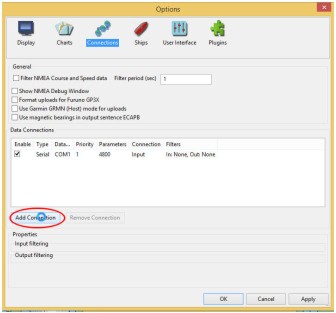 Options
x
Display
Charts
Connections
Ships
User Interface
Plugins
General
Filter NMEA Course and Speed data Filter period (sec) 1
Show NMEA Debug Window
Format uploads for Furuno GP3X
Use Garmin GRMN (Host) mode for uploads
Use magnetic bearings in output sentence ECAPB
Data Connections
Enable Type Data... Priority Parameters Connection Filters
Serial COM1 1 4800 Input In: None, Out: None
Add Connection Remove Connection
Properties
Input filtering
Output filtering
OK Cancel Apply